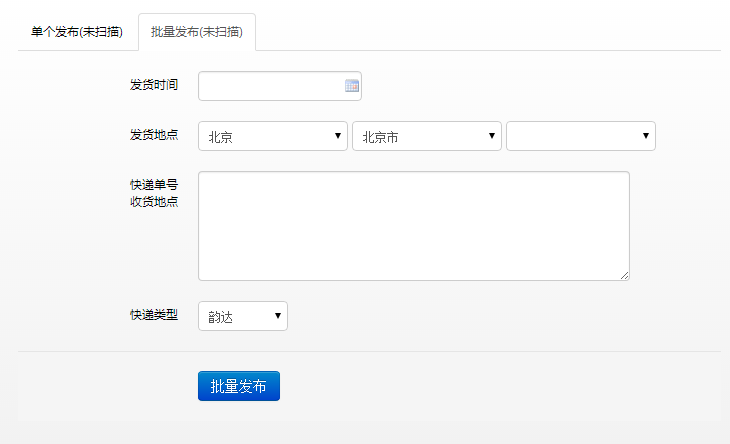 单个发布(未扫描) 批量发布(未扫描)
发货时间
发货地点 北京 北京市
快递单号
收货地点
快递类型 韵达
批量发布